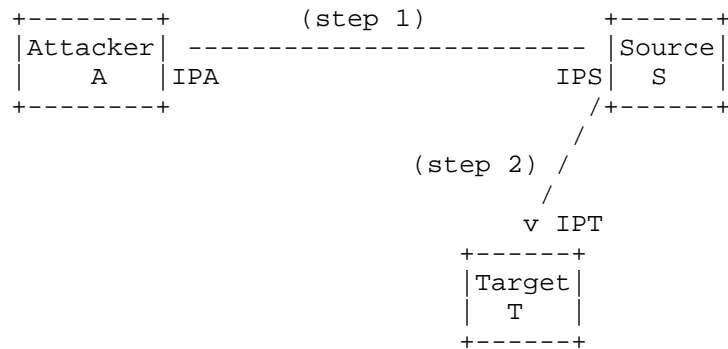 +--------+ (step 1) +------+
|Attacker| ------------------------- |Source|
| A |IPA IPS| S |
+--------+ /+------+
/
(step 2) /
/
v IPT
+------+
|Target|
| T |
+------+